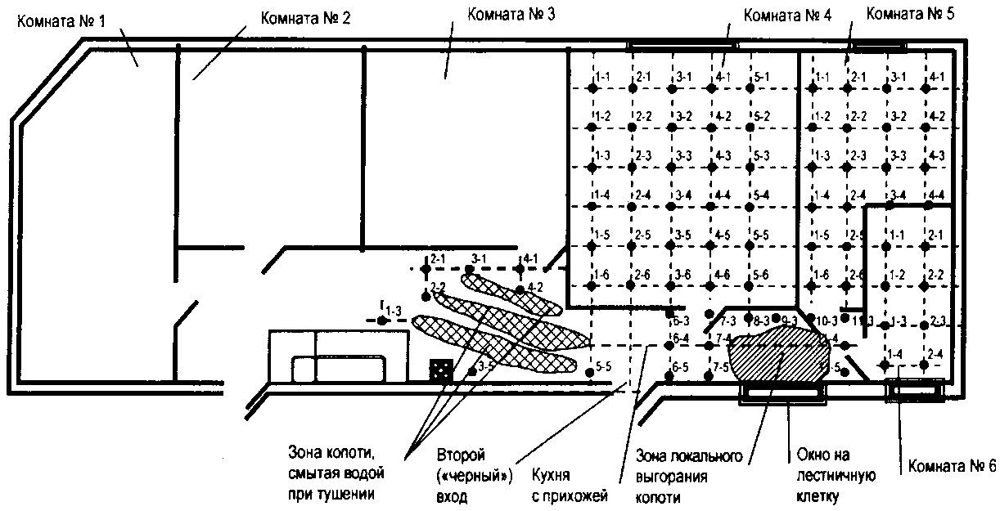 Комната № 1
Комната № 2
Комната № 3
Комната № 4
Комната № 5
1-1 2-1 3-1 4-1 5-1 1-1 2-1 3-1 4-1
1-2 2-2 3-2 4-2 5-2 1-2 2-2 3-2 4-2
1-3 2-3 3-3 4-3 5-3 1-3 2-3 3-3 4-3
1-4 2-4 3-4 4-4 5-4 1-4 2-4 3-4 4-4
1-5 2-5 3-5 4-5 5-5 1-5 2-5 1-1 2-1
2-1 3-1 4-1
1-6 2-6 3-6 4-6 5-6 1-6 2-6 1-2 2-2
2-2 4-2
1-3 6-3 7-3 8-3 9-3 10-3 11-3 1-3 2-3
6-4 7-4
1-4 2-4
3-5 5-5 6-5 7-5
Зона копоти,
смытая водой
при тушении
Второй
(«черный»)
вход
Кухня
с прихожей
Зона локального
выгорания
копоти
Окно на
лестничную
клетку
Комната № 6